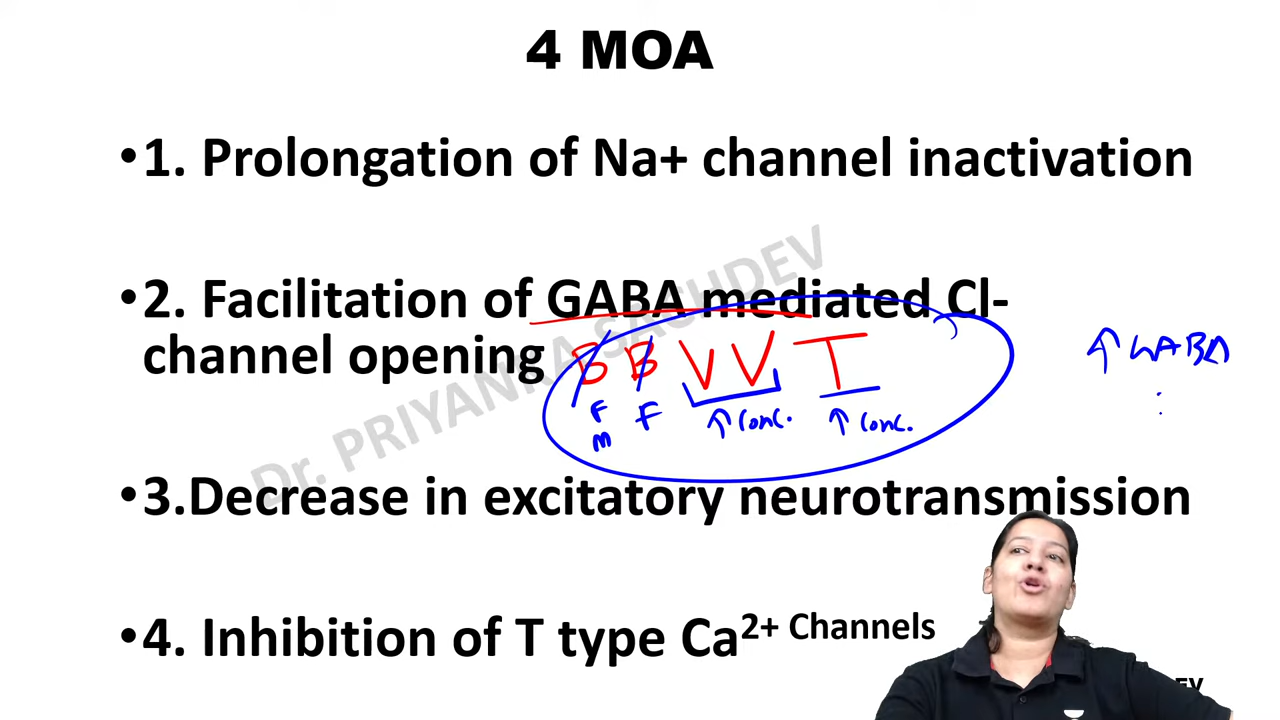 4 MOA
•1. Prolongation of Na+ channel inactivation
•2. Facilitation of GABA mediated Cl-
channel opening
B B V V T
F F ↑ Conc. ↑ Conc.
M
↑ GABA
•3.Decrease in excitatory neurotransmission
•4. Inhibition of T type Ca2+ Channels
Dr. PRIYANKA SACHDEV
EV